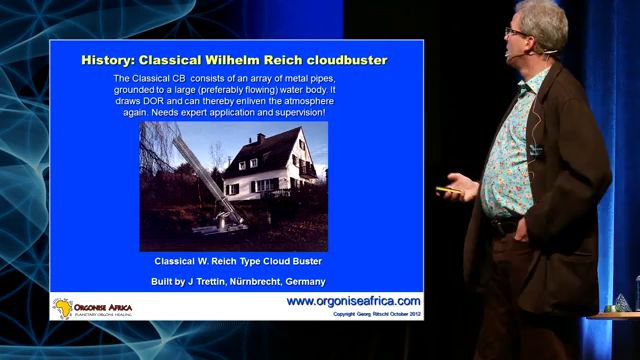 History: Classical Wilhelm Reich cloudbuster
The Classical CB consists of an array of metal pipes,
grounded to a large (preferably flowing) water body. It
draws DOR and can thereby enliven the atmosphere
again. Needs expert application and supervision!
Classical W. Reich Type Cloud Buster
Built by J Trettin, Nürnbrecht, Germany
ORGONISE AFRICA
PLANETARY ORGONE HEALING
www.orgoniseafrica.com
Copyright Georg Ritschl October 2012